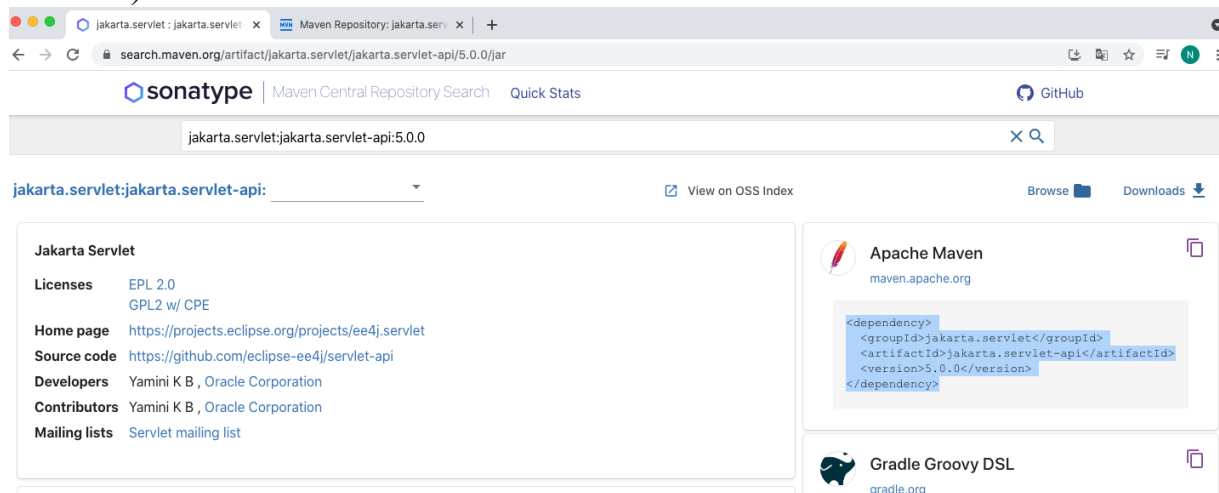 jakarta.servlet : jakarta.servlet-
Maven Repository: jakarta.serv
search.maven.org/artifact/jakarta.servlet/jakarta.servlet-api/5.0.0/jar
N
sonatype Maven Central Repository Search Quick Stats GitHub
jakarta.servlet:jakarta.servlet-api:5.0.0
jakarta.servlet:jakarta.servlet-api: View on OSS Index Browse Downloads
Jakarta Servlet
Licenses EPL 2.0
GPL2 w/ CPE
Home page https://projects.eclipse.org/projects/ee4j.servlet
Source code https://github.com/eclipse-ee4j/servlet-api
Developers Yamini K B , Oracle Corporation
Contributors Yamini K B , Oracle Corporation
Mailing lists Servlet mailing list
Apache Maven
maven.apache.org
<dependency>
<groupId>jakarta.servlet</groupId>
<artifactId>jakarta.servlet-api</artifactId>
<version>5.0.0</version>
</dependency>
Gradle Groovy DSL
gradle.org